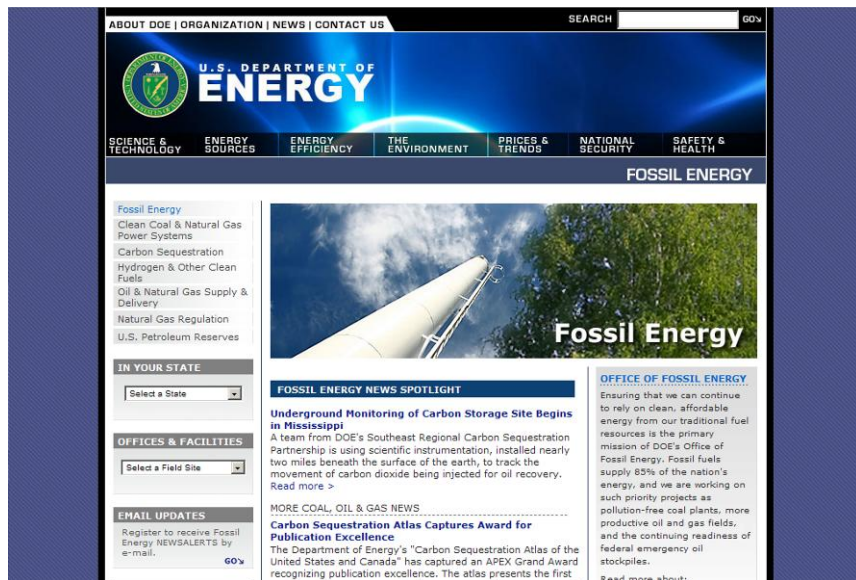 ABOUT DOE | ORGANIZATION | NEWS | CONTACT US
SEARCH
GO
U.S. DEPARTMENT OF
ENERGY
SCIENCE &
TECHNOLOGY
ENERGY
SOURCES
ENERGY
EFFICIENCY
THE
ENVIRONMENT
PRICES &
TRENDS
NATIONAL
SECURITY
SAFETY &
HEALTH
FOSSIL ENERGY
Fossil Energy
Clean Coal & Natural Gas
Power Systems
Carbon Sequestration
Hydrogen & Other Clean
Fuels
Oil & Natural Gas Supply &
Delivery
Natural Gas Regulation
U.S. Petroleum Reserves
IN YOUR STATE
Select a State
OFFICES & FACILITIES
Select a Field Site
EMAIL UPDATES
Register to receive Fossil
Energy NEWSALERTS by
e-mail.
GO
Fossil Energy
FOSSIL ENERGY NEWS SPOTLIGHT
Underground Monitoring of Carbon Storage Site Begins
in Mississippi
A team from DOE's Southeast Regional Carbon Sequestration
Partnership is using scientific instrumentation, installed nearly
two miles beneath the surface of the earth, to track the
movement of carbon dioxide being injected for oil recovery.
Read more >
MORE COAL, OIL & GAS NEWS
Carbon Sequestration Atlas Captures Award for
Publication Excellence
The Department of Energy's "Carbon Sequestration Atlas of the
United States and Canada" has captured an APEX Grand Award
recognizing publication excellence. The atlas presents the first
OFFICE OF FOSSIL ENERGY
Ensuring that we can continue
to rely on clean, affordable
energy from our traditional fuel
resources is the primary
mission of DOE's Office of
Fossil Energy. Fossil fuels
supply 85% of the nation's
energy, and we are working on
such priority projects as
pollution-free coal plants, more
productive oil and gas fields,
and the continuing readiness of
federal emergency oil
stockpiles.
Read more about: